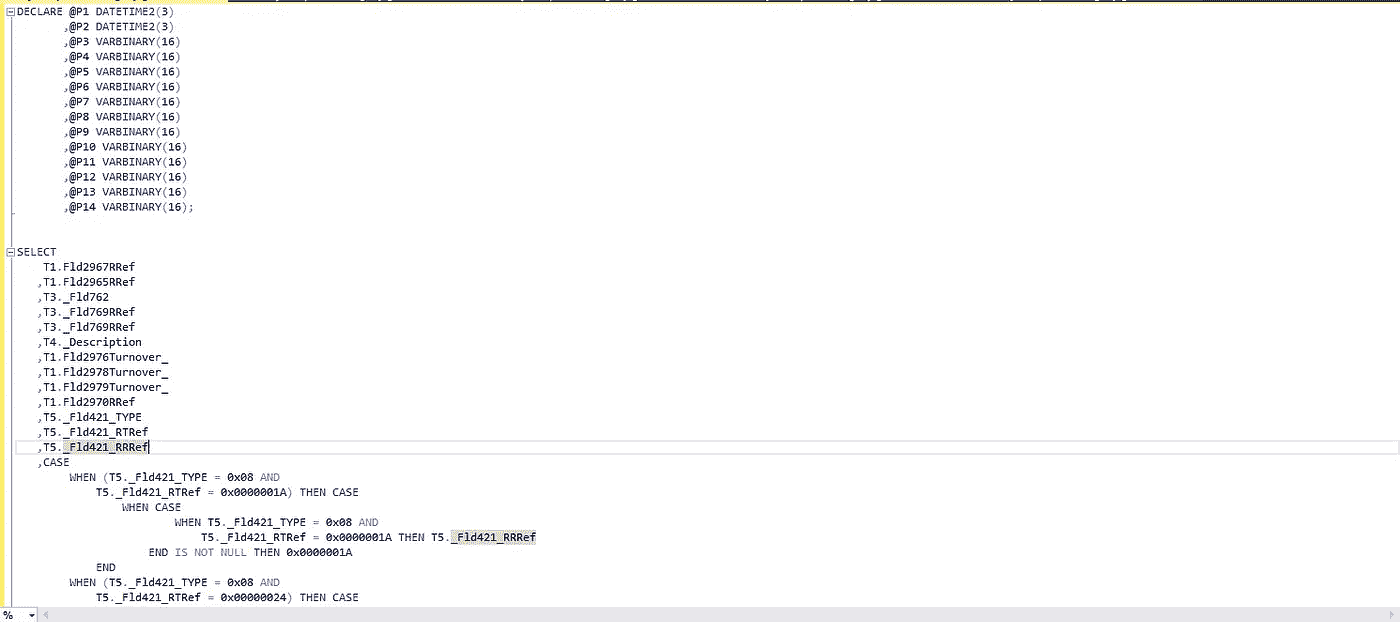 DECLARE @P1 DATETIME2(3)
,@P2 DATETIME2(3)
,@P3 VARBINARY(16)
,@P4 VARBINARY(16)
,@P5 VARBINARY(16)
,@P6 VARBINARY(16)
,@P7 VARBINARY(16)
,@P8 VARBINARY(16)
,@P9 VARBINARY(16)
,@P10 VARBINARY(16)
,@P11 VARBINARY(16)
,@P12 VARBINARY(16)
,@P13 VARBINARY(16)
,@P14 VARBINARY(16);
SELECT
T1.Fld2967RRef
,T1.Fld2965RRef
,T3._Fld762
,T3._Fld769RRef
,T3._Fld769RRef
,T4._Description
,T1.Fld2976Turnover_
,T1.Fld2978Turnover_
,T1.Fld2979Turnover_
,T1.Fld2970RRef
,T5._Fld421_TYPE
,T5._Fld421_RTRef
,T5._Fld421_RRRef
,CASE
WHEN (T5._Fld421_TYPE = 0x08 AND
T5._Fld421_RTRef = 0x0000001A) THEN CASE
WHEN CASE
WHEN T5._Fld421_TYPE = 0x08 AND
T5._Fld421_RTRef = 0x0000001A THEN T5._Fld421_RRRef
END IS NOT NULL THEN 0x0000001A
END
WHEN (T5._Fld421_TYPE = 0x08 AND
T5._Fld421_RTRef = 0x00000024) THEN CASE
%